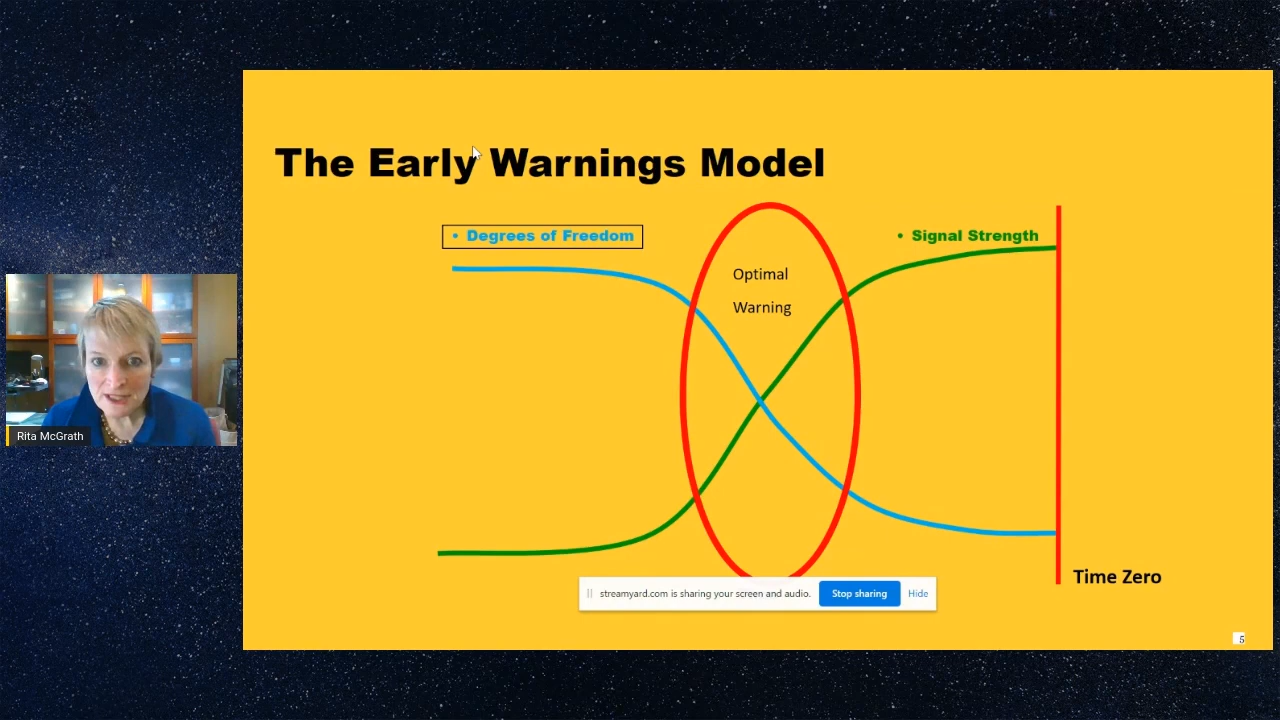 The Early Warnings Model
• Degrees of Freedom
• Signal Strength
Optimal
Warning
Rita McGrath
Time Zero
streamyard.com is sharing your screen and audio.
Stop sharing
Hide
5